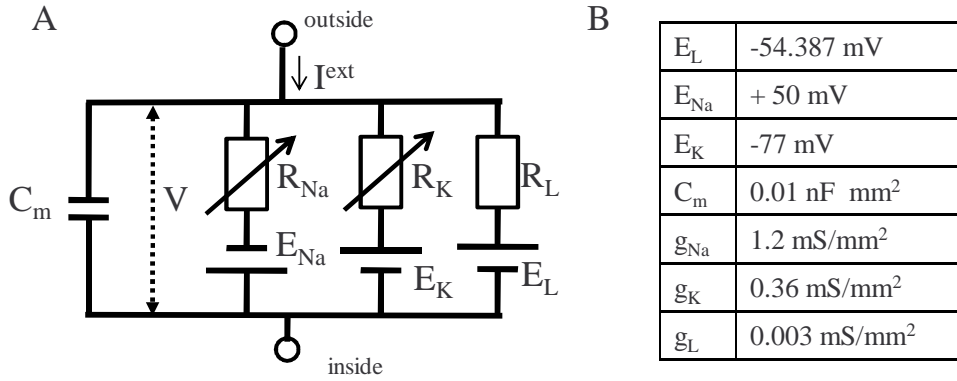 A
outside
I^ext
C_m
V
R_Na
R_K
R_L
E_Na
E_K
E_L
inside
B
E_L -54.387 mV
E_Na + 50 mV
E_K -77 mV
C_m 0.01 nF mm²
g_Na 1.2 mS/mm²
g_K 0.36 mS/mm²
g_L 0.003 mS/mm²